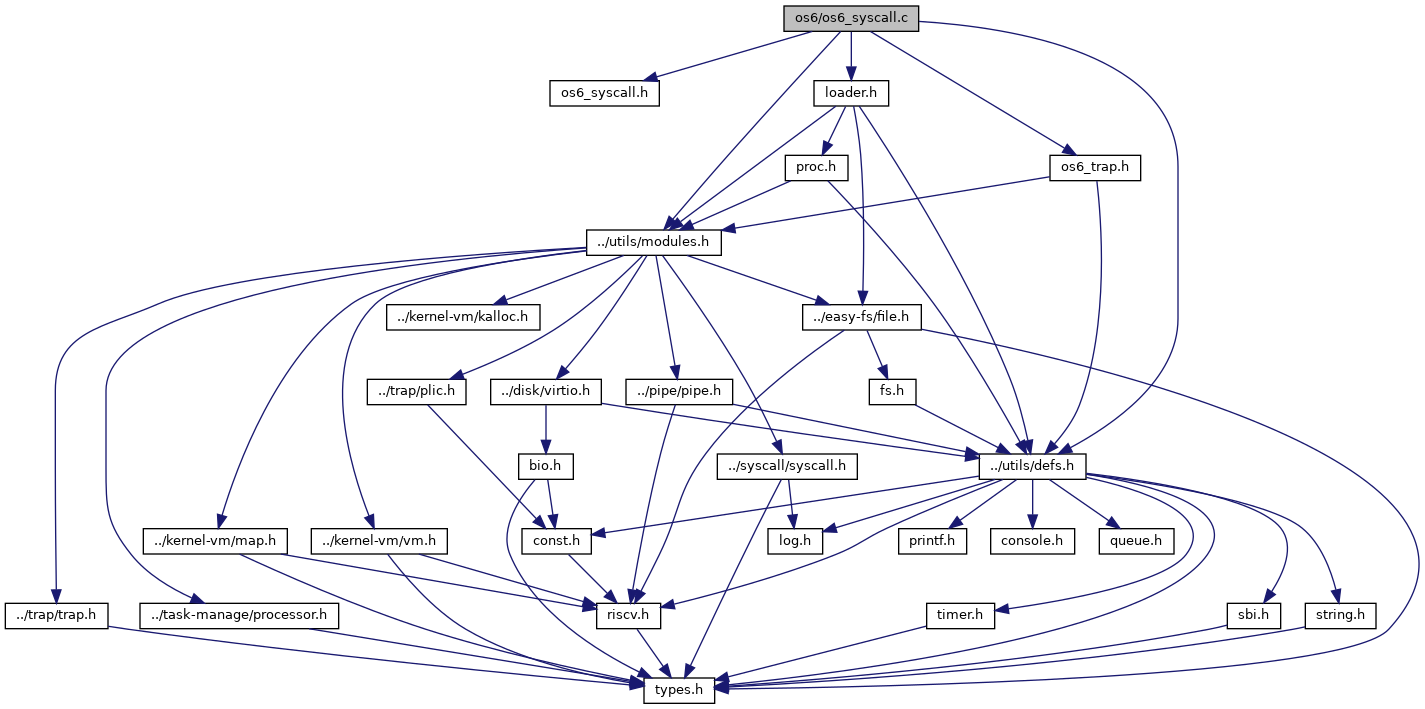 os6/os6_syscall.c
os6_syscall.h
loader.h
proc.h
os6_trap.h
../utils/modules.h
../kernel-vm/kalloc.h
../easy-fs/file.h
../trap/plic.h
../disk/virtio.h
../pipe/pipe.h
fs.h
bio.h
../syscall/syscall.h
../utils/defs.h
../kernel-vm/map.h
../kernel-vm/vm.h
const.h
log.h
printf.h
console.h
queue.h
../trap/trap.h
../task-manage/processor.h
riscv.h
timer.h
sbi.h
string.h
types.h